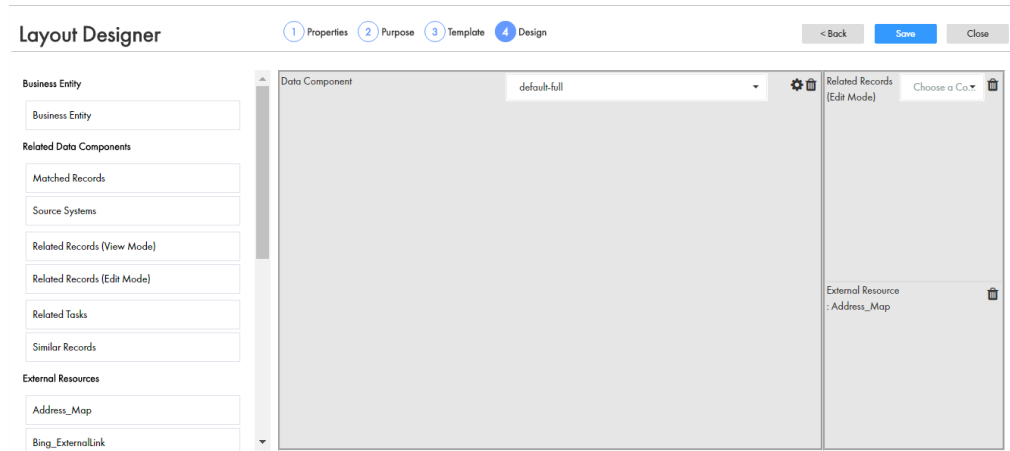 Layout Designer
1 Properties 2 Purpose 3 Template 4 Design
< Back Save Close
Business Entity
Business Entity
Related Data Components
Matched Records
Source Systems
Related Records (View Mode)
Related Records (Edit Mode)
Related Tasks
Similar Records
External Resources
Address_Map
Bing_ExternalLink
Data Component
default-full
Related Records
(Edit Mode)
Choose a Co...
External Resource
: Address_Map